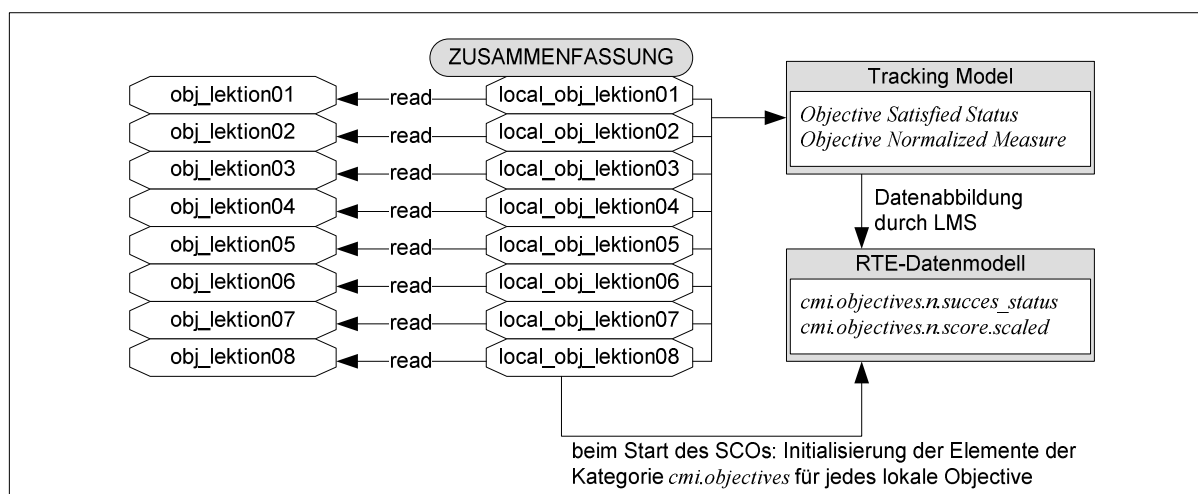 ZUSAMMENFASSUNG
obj_lektion01 read local_obj_lektion01
obj_lektion02 read local_obj_lektion02
obj_lektion03 read local_obj_lektion03
obj_lektion04 read local_obj_lektion04
obj_lektion05 read local_obj_lektion05
obj_lektion06 read local_obj_lektion06
obj_lektion07 read local_obj_lektion07
obj_lektion08 read local_obj_lektion08
Tracking Model
Objective Satisfied Status
Objective Normalized Measure
Datenabbildung
durch LMS
RTE-Datenmodell
cmi.objectives.n.succes_status
cmi.objectives.n.score.scaled
beim Start des SCOs: Initialisierung der Elemente der
Kategorie cmi.objectives für jedes lokale Objective